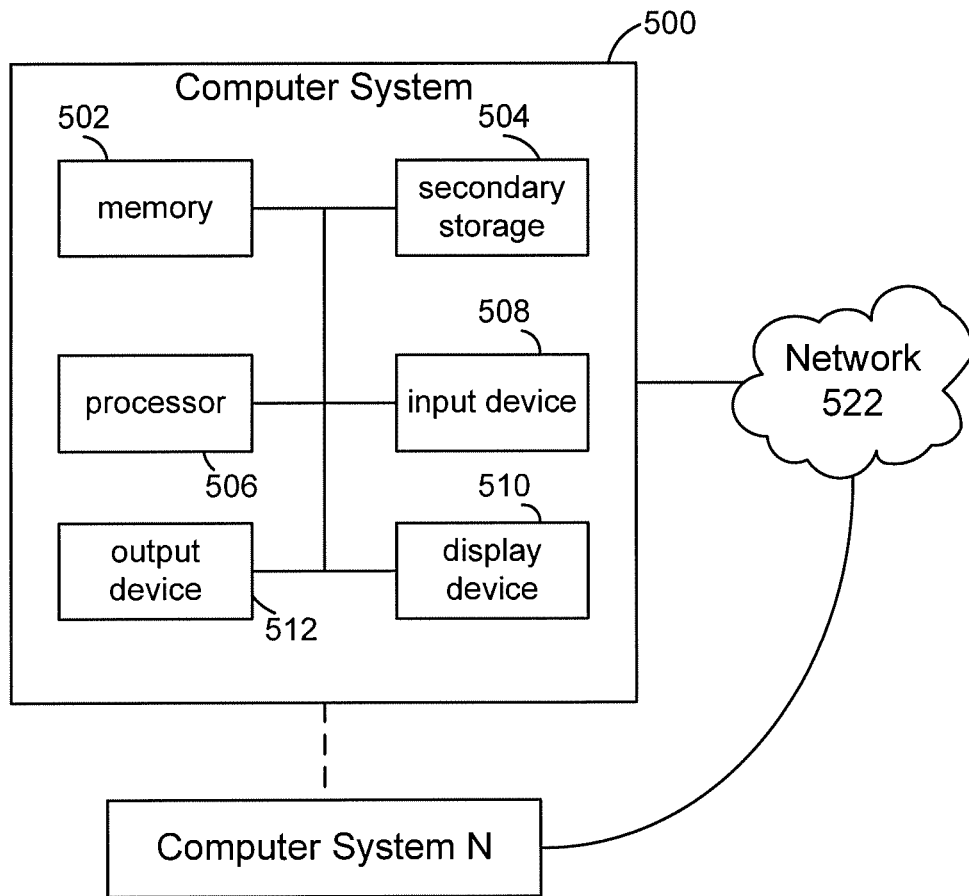 500
Computer System
502
504
memory
secondary
storage
508
processor
input device
Network
522
506
510
output
device
display
device
512
Computer System N